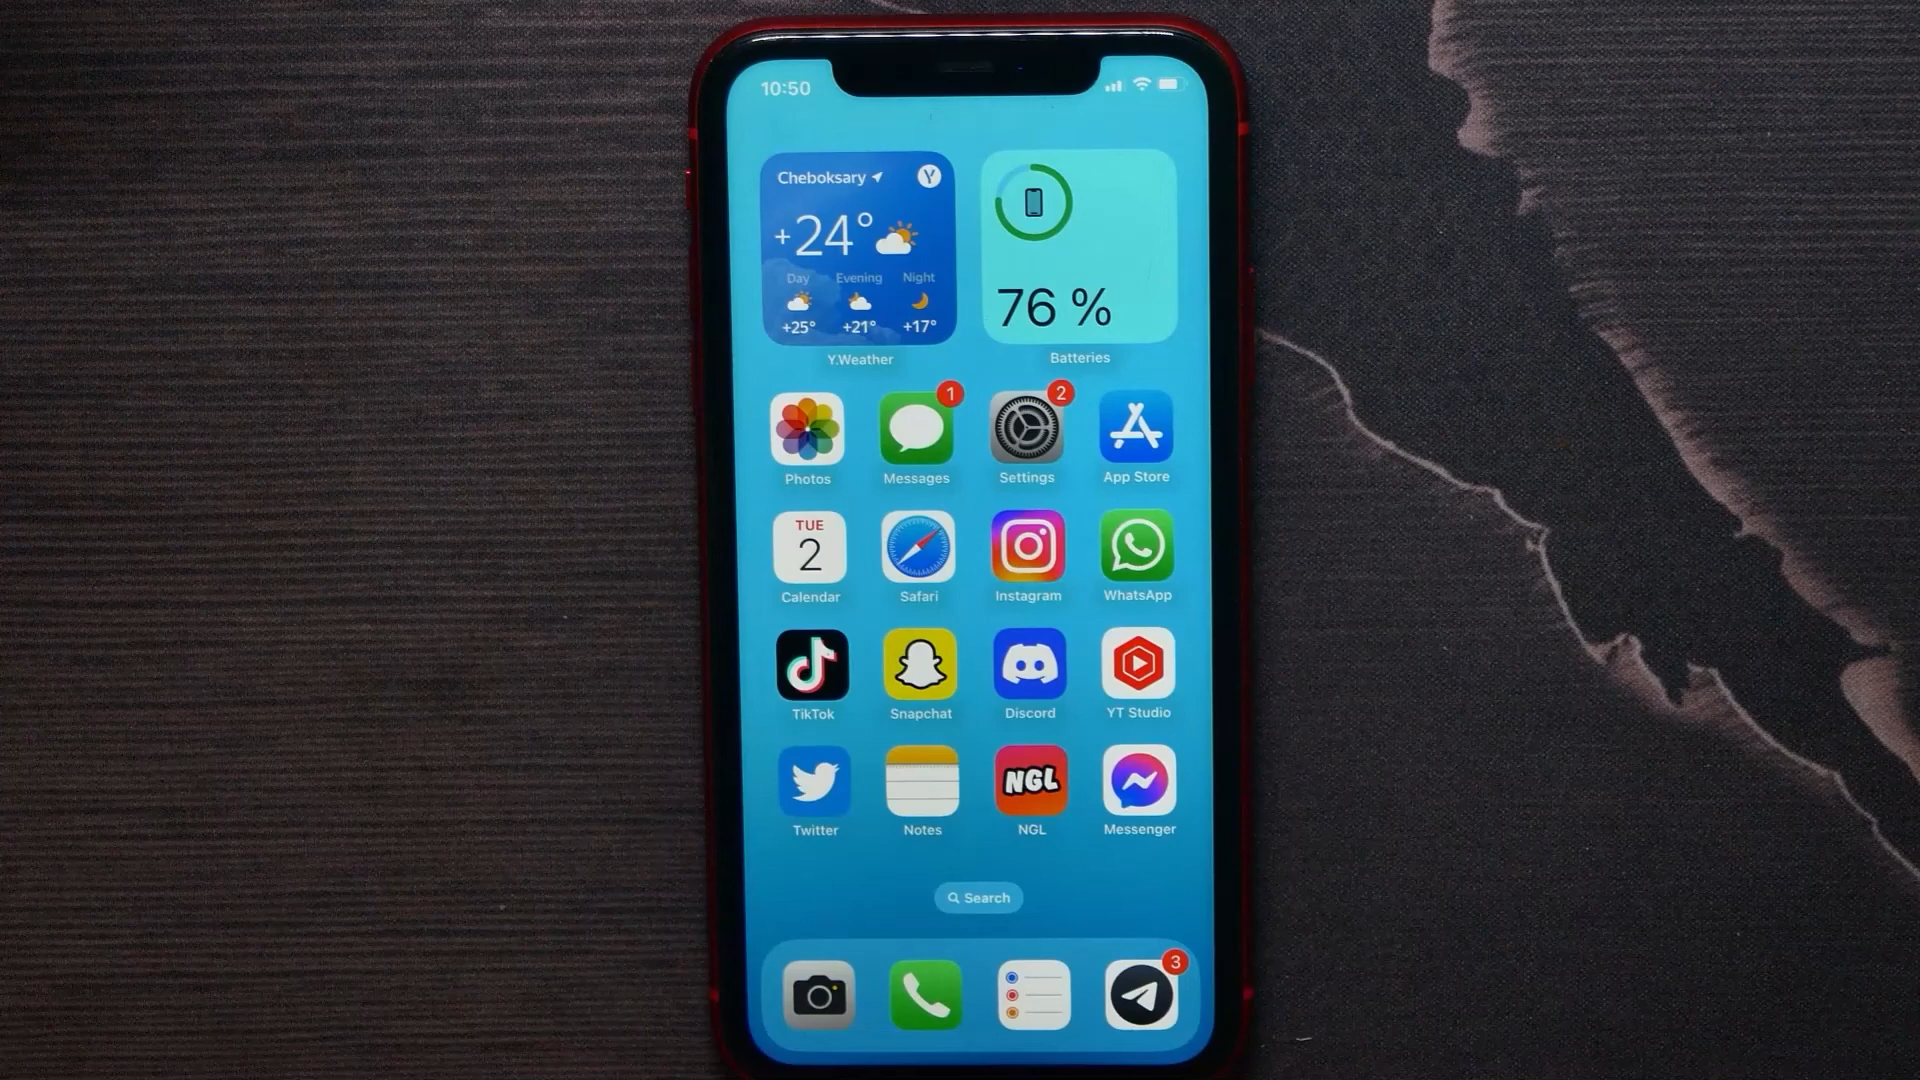 10:50
Cheboksary
Y
+24°
Day Evening Night
+25° +21° +17°
Y.Weather
76 %
Batteries
1
2
Photos Messages Settings App Store
TUE
2
Calendar Safari Instagram WhatsApp
TikTok Snapchat Discord YT Studio
NGL
Twitter Notes NGL Messenger
Search
3